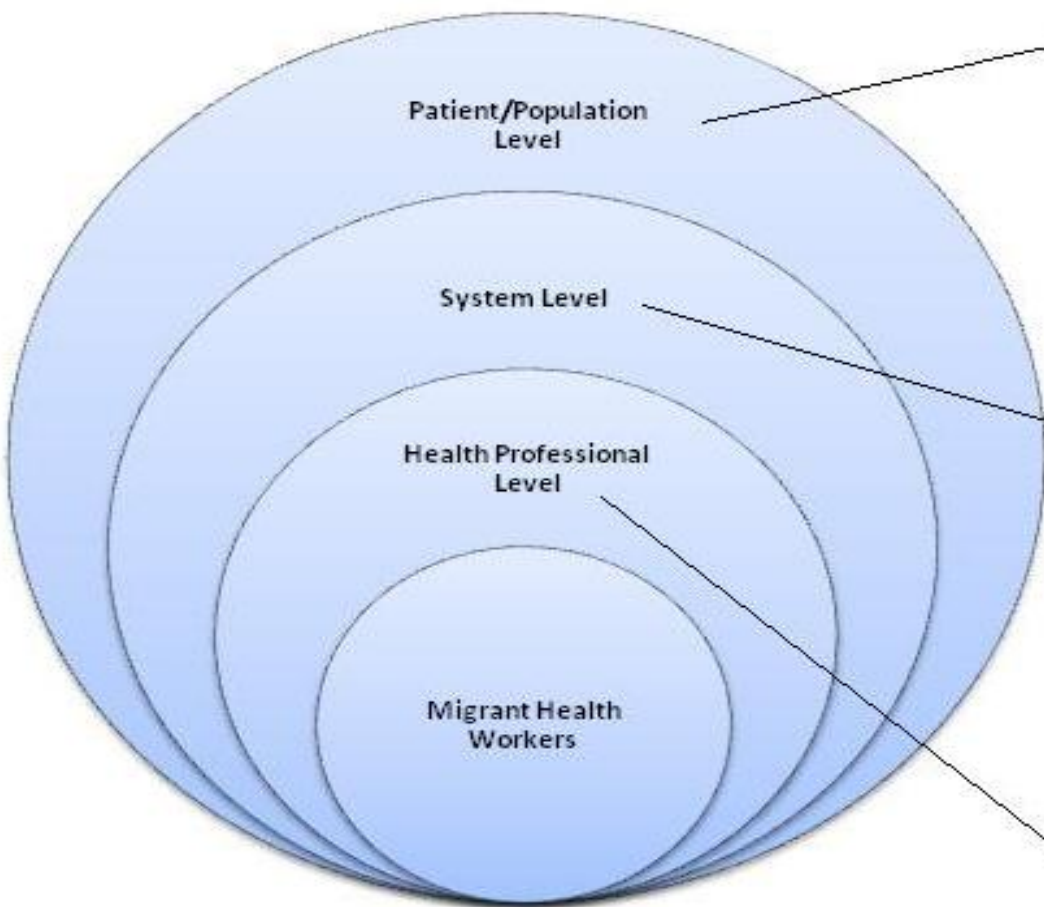 Patient/Population
Level
System Level
Health Professional
Level
Migrant Health
Workers